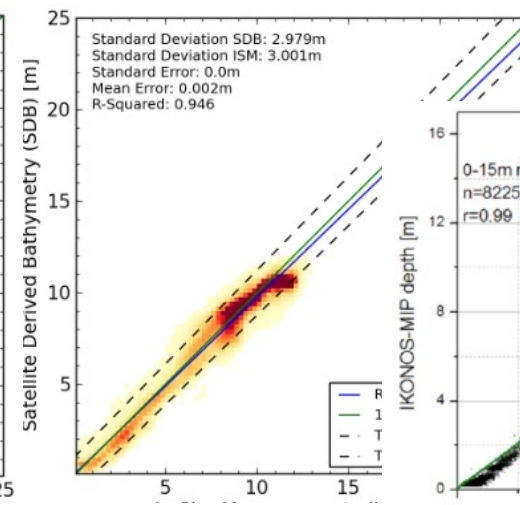 25
Standard Deviation SDB: 2.979m
Standard Deviation ISM: 3.001m
Standard Error: 0.0m
Mean Error: 0.002m
R-Squared: 0.946
20
15
10
5
Satellite Derived Bathymetry (SDB) [m]
5
10
15
R
1
T
T
25
16
12
8
4
0
0-15m
n=8225
r=0.99
IKONOS-MIP depth [m]